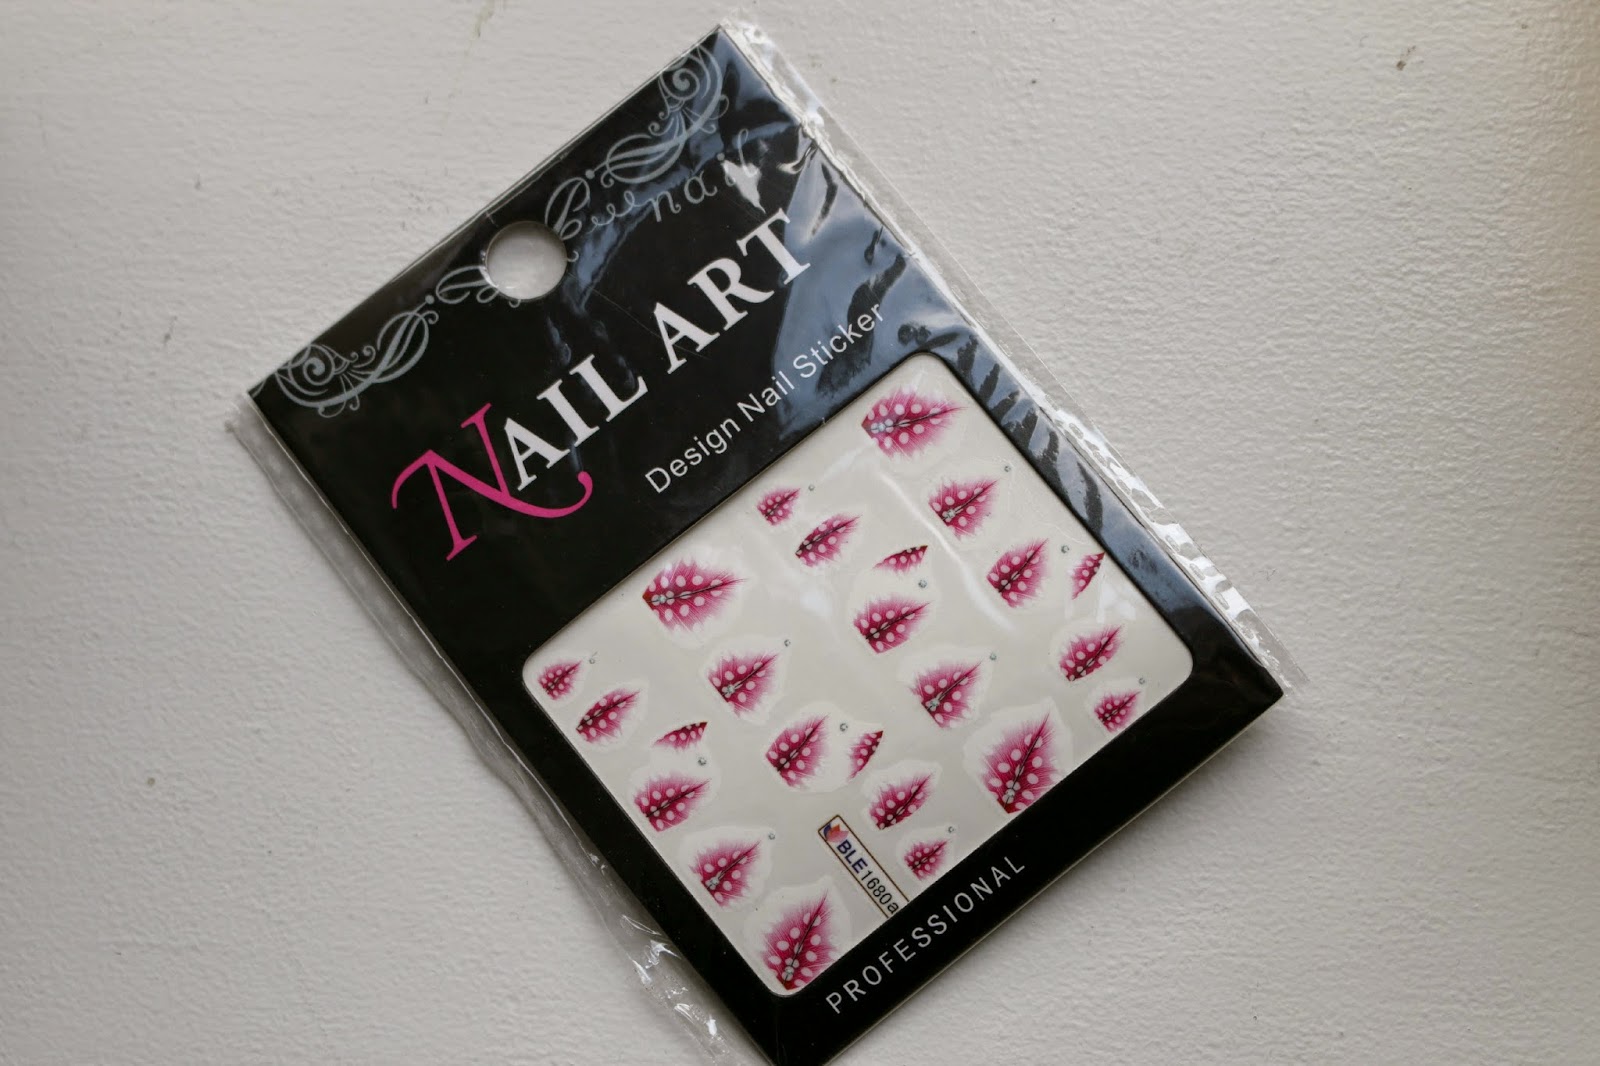 NAIL ART
Design Nail Sticker
BLE1680a
PROFESSIONAL